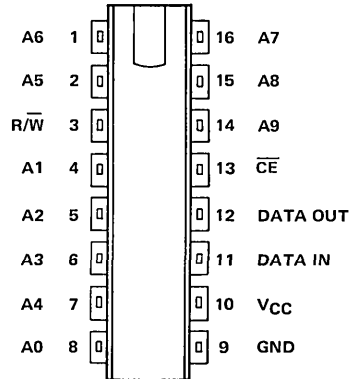 A6 1 16 A7
A5 2 15 A8
R/W̅ 3 14 A9
A1 4 13 C̅E̅
A2 5 12 DATA OUT
A3 6 11 DATA IN
A4 7 10 VCC
A0 8 9 GND